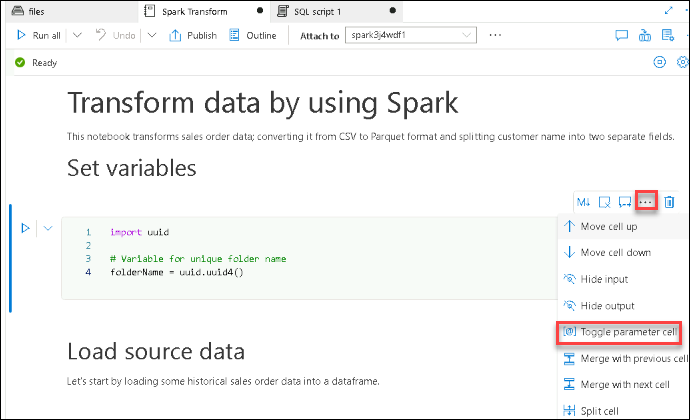 files
Spark Transform
SQL script 1
Run all
Undo
Publish
Outline
Attach to
spark3j4wdf1
Ready
Transform data by using Spark
This notebook transforms sales order data; converting it from CSV to Parquet format and splitting customer name into two separate fields.
Set variables
M↓
1 import uuid
2
3 # Variable for unique folder name
4 folderName = uuid.uuid4()
Move cell up
Move cell down
Hide input
Hide output
[@] Toggle parameter cell
Merge with previous cell
Merge with next cell
Split cell
Load source data
Let's start by loading some historical sales order data into a dataframe.